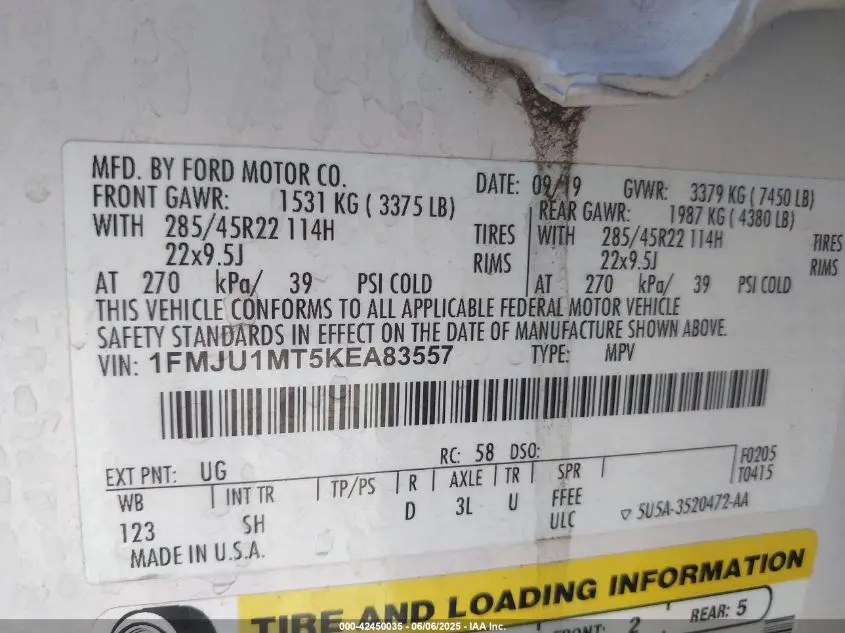 MFD. BY FORD MOTOR CO.
DATE: 09/19 GVWR: 3379 KG (7450 LB)
FRONT GAWR: 1531 KG (3375 LB)
REAR GAWR: 1987 KG (4380 LB)
WITH 285/45R22 114H TIRES
WITH 285/45R22 114H TIRES
22x9.5J RIMS
22x9.5J RIMS
AT 270 kPa/ 39 PSI COLD
AT 270 kPa/ 39 PSI COLD
THIS VEHICLE CONFORMS TO ALL APPLICABLE FEDERAL MOTOR VEHICLE
SAFETY STANDARDS IN EFFECT ON THE DATE OF MANUFACTURE SHOWN ABOVE.
VIN: 1FMJU1MT5KEA83557 TYPE: MPV
EXT PNT: UG RC: 58 DSO: F0205
T0415
WB INT TR TP/PS R AXLE TR SPR
123 SH D 3L U FFEE
ULC
5U5A-3520472-AA
MADE IN U.S.A.
TIRE AND LOADING INFORMATION
FRONT: 2 REAR: 5
000-42450035 - 06/06/2025 - IAA Inc.